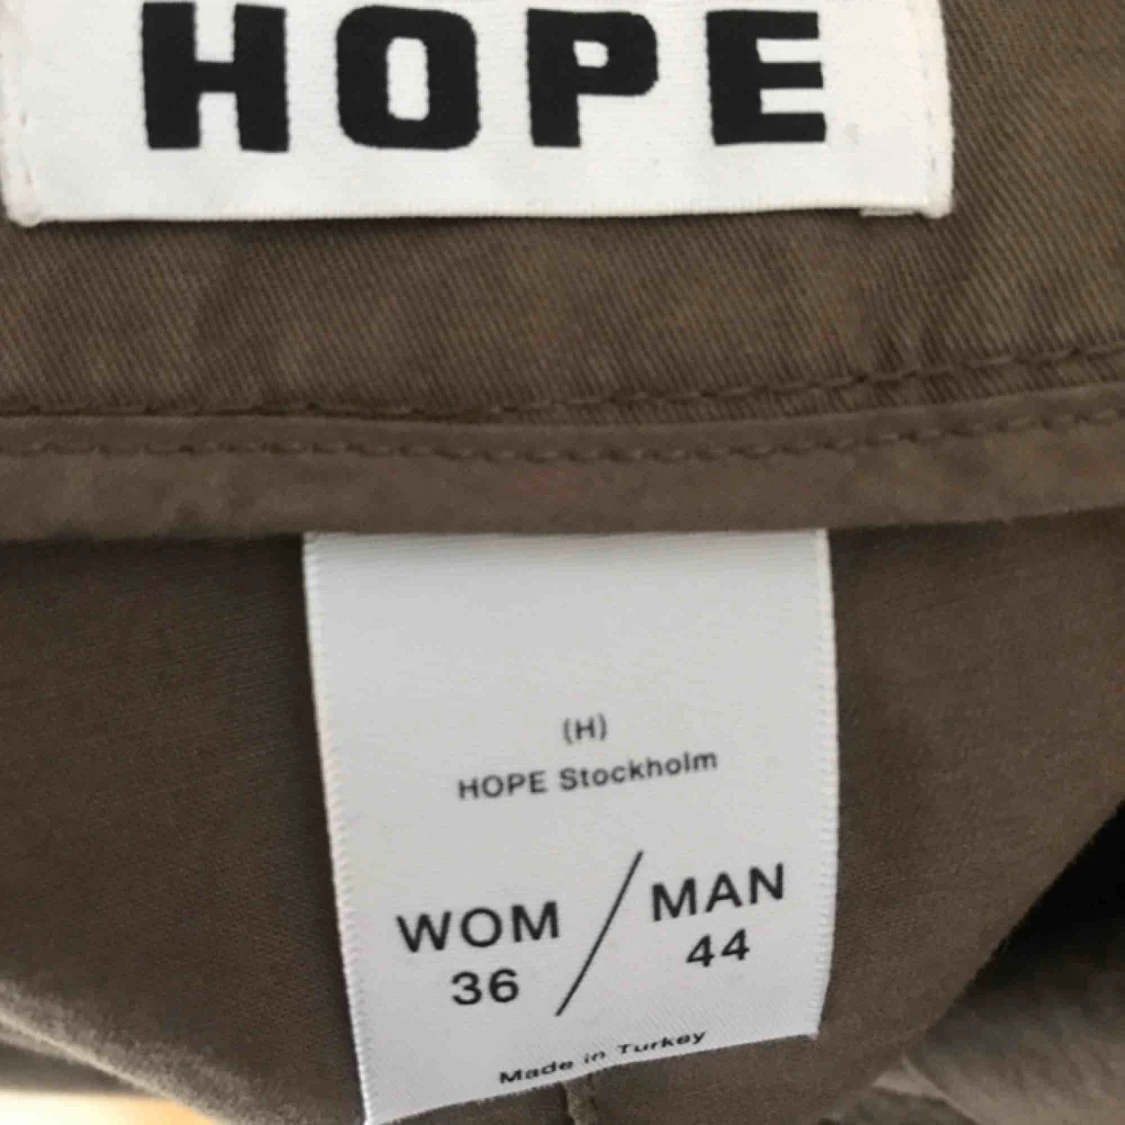 HOPE
(H)
HOPE Stockholm
WOM / MAN
36 44
Made in Turkey